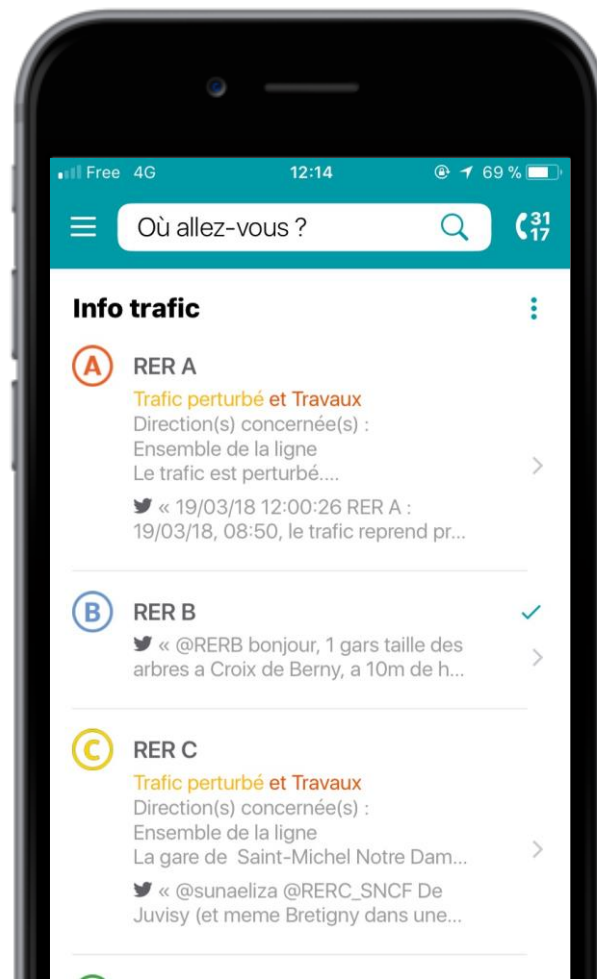 Free 4G 12:14 69 %
Où allez-vous ? 31 17
Info trafic
A RER A
Trafic perturbé et Travaux
Direction(s) concernée(s) :
Ensemble de la ligne
Le trafic est perturbé....
« 19/03/18 12:00:26 RER A :
19/03/18, 08:50, le trafic reprend pr...
B RER B
« @RERB bonjour, 1 gars taille des
arbres a Croix de Berny, a 10m de h...
C RER C
Trafic perturbé et Travaux
Direction(s) concernée(s) :
Ensemble de la ligne
La gare de Saint-Michel Notre Dam...
« @sunaeliza @RERC_SNCF De
Juvisy (et meme Bretigny dans une...